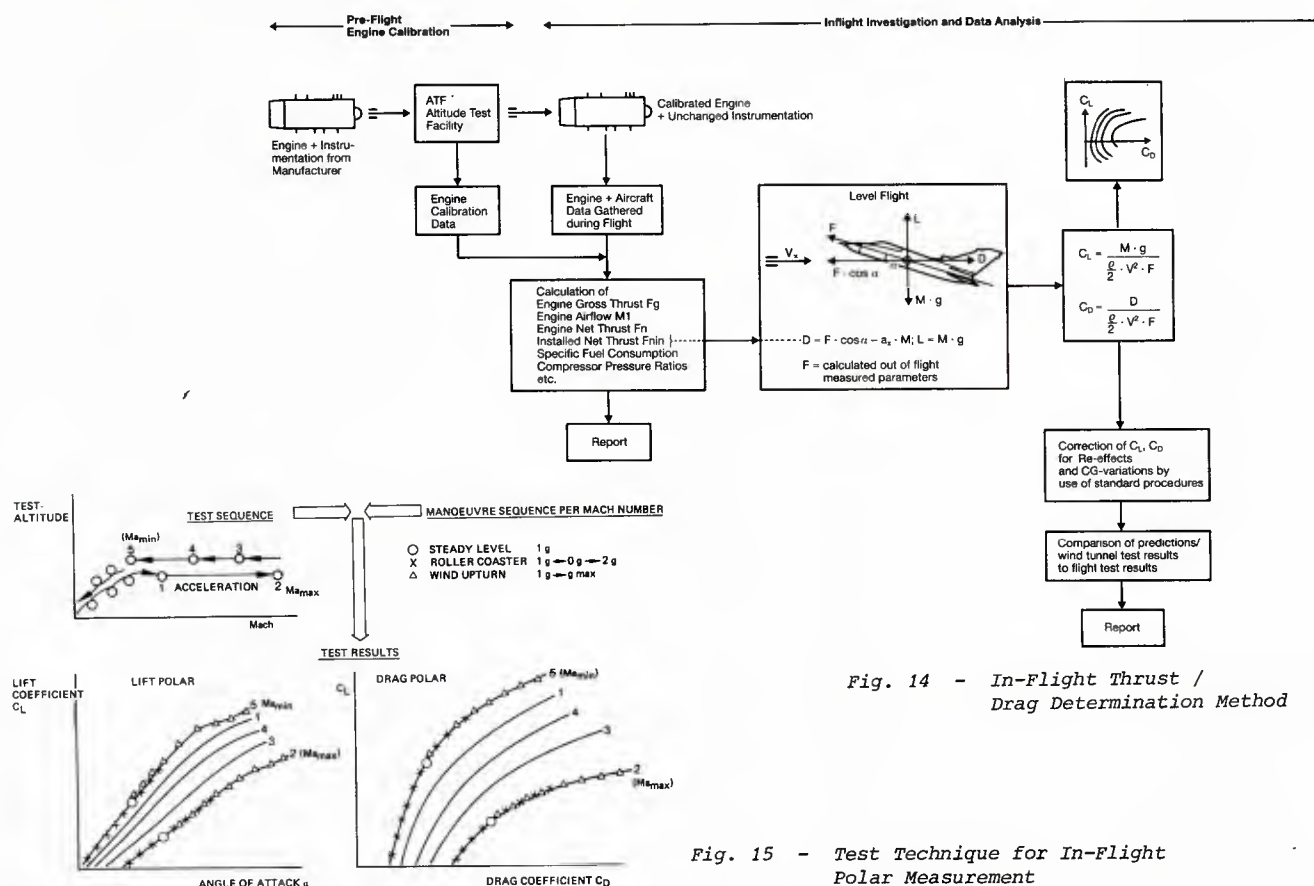 Pre-Flight
Engine Calibration
Inflight Investigation and Data Analysis
Engine + Instru-
mentation from
Manufacturer
ATF
Altitude Test
Facility
Calibrated Engine
+ Unchanged Instrumentation
Engine
Calibration
Data
Engine + Aircraft
Data Gathered
during Flight
Calculation of
Engine Gross Thrust Fg
Engine Airflow M1
Engine Net Thrust Fn
Installed Net Thrust Fnin }
Specific Fuel Consumption
Compressor Pressure Ratios
etc.
Report
Level Flight
L
F
Vx
F · cos α
α
D
M · g
D = F · cosα – ax · M; L = M · g
F = calculated out of flight
measured parameters
CL
CD
CL = M · g / ρ/2 · V² · F
CD = D / ρ/2 · V² · F
Correction of CL, CD
for Re-effects
and CG-variations by
use of standard procedures
Comparison of predictions/
wind tunnel test results
to flight test results
Report
Fig. 14 - In-Flight Thrust /
Drag Determination Method
TEST-
ALTITUDE
TEST SEQUENCE
(Mamin)
5
4
3
1
ACCELERATION
2 Mamax
Mach
MANOEUVRE SEQUENCE PER MACH NUMBER
○ STEADY LEVEL 1 g
X ROLLER COASTER 1 g → 0 g → 2 g
△ WIND UPTURN 1 g → g max
TEST RESULTS
LIFT
COEFFICIENT
CL
LIFT POLAR
5 Mamin
1
4
3
2 (Mamax)
ANGLE OF ATTACK α
CL
DRAG POLAR
5 (Mamin)
1
4
3
2
(Mamax)
DRAG COEFFICIENT CD
Fig. 15 - Test Technique for In-Flight
Polar Measurement